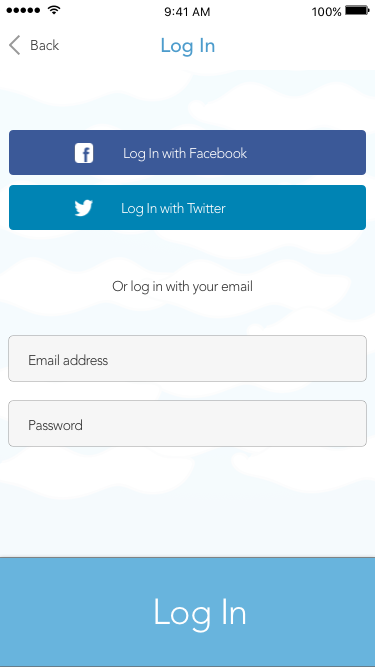 9:41 AM
100%
Back
Log In
Log In with Facebook
Log In with Twitter
Or log in with your email
Email address
Password
Log In